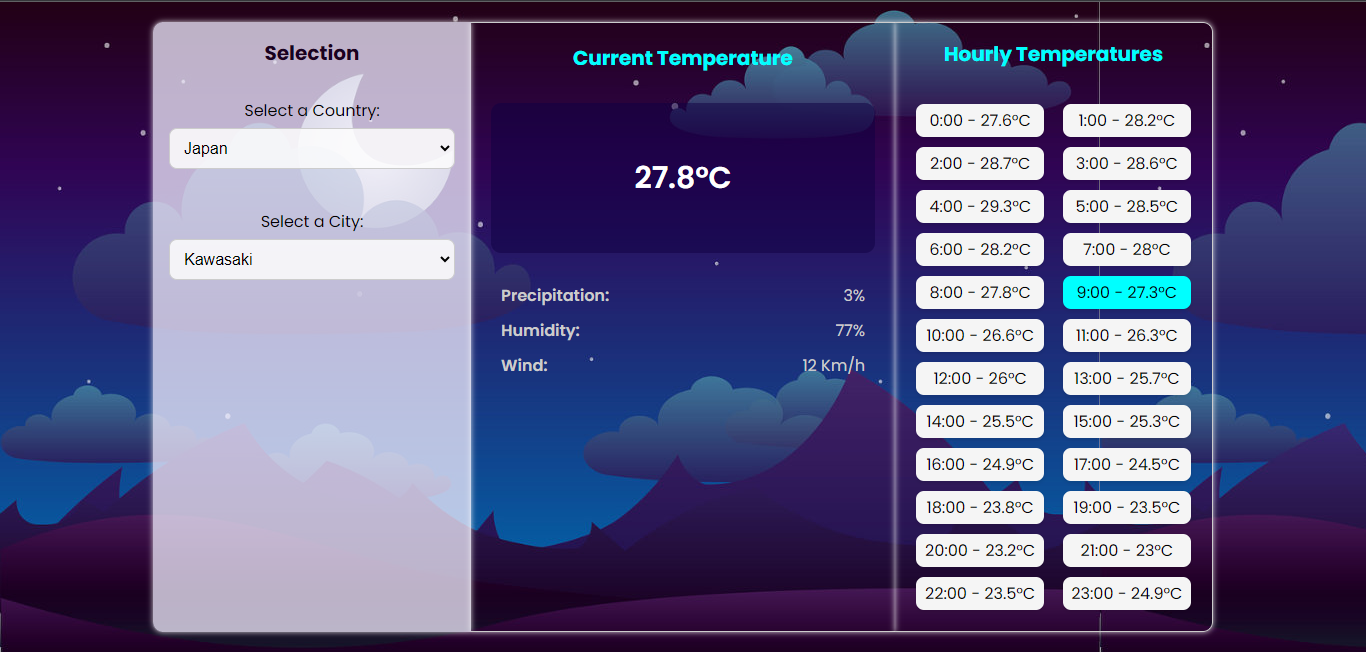 Selection
Select a Country:
Japan
Select a City:
Kawasaki
Current Temperature
27.8°C
Precipitation: 3%
Humidity: 77%
Wind: 12 Km/h
Hourly Temperatures
0:00 - 27.6°C 1:00 - 28.2°C
2:00 - 28.7°C 3:00 - 28.6°C
4:00 - 29.3°C 5:00 - 28.5°C
6:00 - 28.2°C 7:00 - 28°C
8:00 - 27.8°C 9:00 - 27.3°C
10:00 - 26.6°C 11:00 - 26.3°C
12:00 - 26°C 13:00 - 25.7°C
14:00 - 25.5°C 15:00 - 25.3°C
16:00 - 24.9°C 17:00 - 24.5°C
18:00 - 23.8°C 19:00 - 23.5°C
20:00 - 23.2°C 21:00 - 23°C
22:00 - 23.5°C 23:00 - 24.9°C